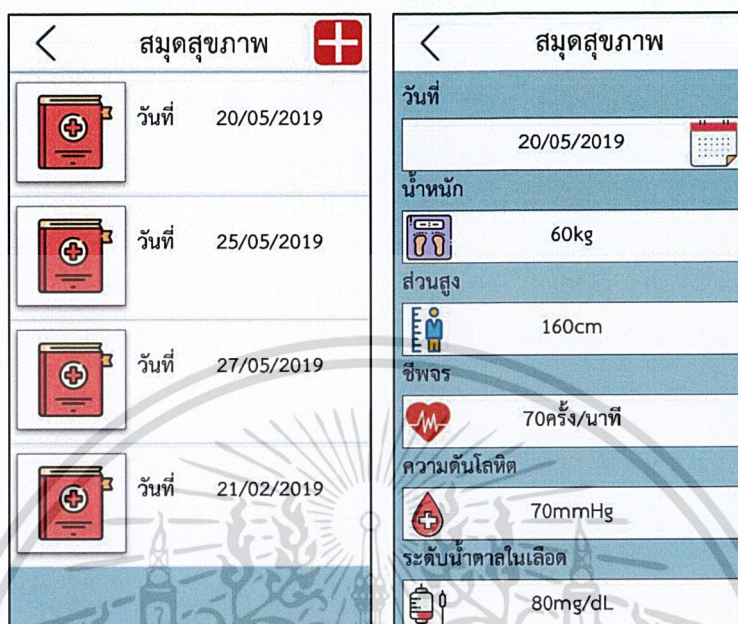 สมุดสุขภาพ
วันที่ 20/05/2019
วันที่ 25/05/2019
วันที่ 27/05/2019
วันที่ 21/02/2019
สมุดสุขภาพ
วันที่
20/05/2019
น้ำหนัก
60kg
ส่วนสูง
160cm
ชีพจร
70ครั้ง/นาที
ความดันโลหิต
70mmHg
ระดับน้ำตาลในเลือด
80mg/dL